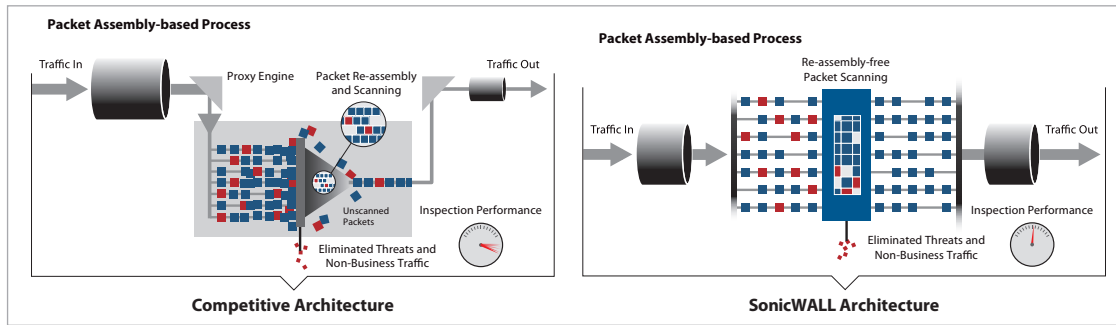 Packet Assembly-based Process
Traffic In
Proxy Engine
Packet Re-assembly
and Scanning
Traffic Out
Unscanned
Packets
Inspection Performance
Eliminated Threats and
Non-Business Traffic
Competitive Architecture
Packet Assembly-based Process
Re-assembly-free
Packet Scanning
Traffic In
Traffic Out
Inspection Performance
Eliminated Threats and
Non-Business Traffic
SonicWALL Architecture